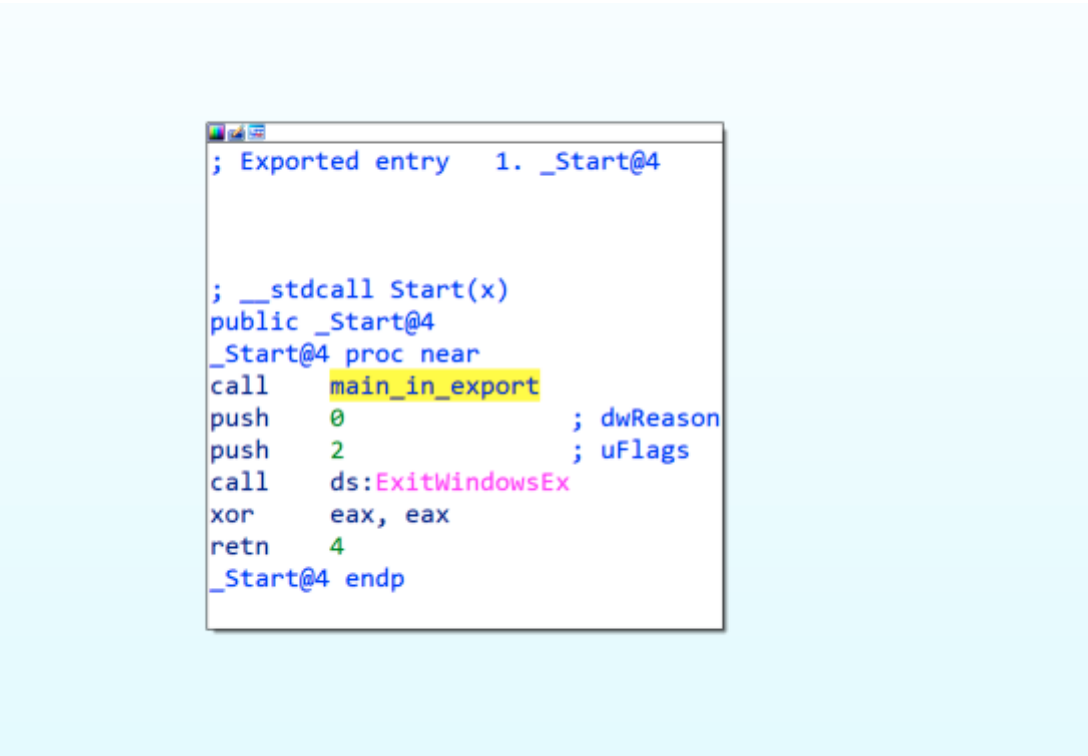 ; Exported entry   1. _Start@4
; __stdcall Start(x)
public _Start@4
_Start@4 proc near
call    main_in_export
push    0               ; dwReason
push    2               ; uFlags
call    ds:ExitWindowsEx
xor     eax, eax
retn    4
_Start@4 endp